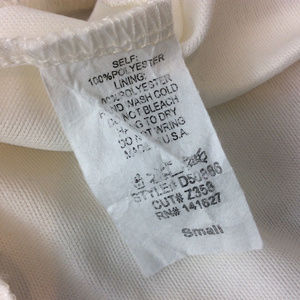 SELF:
100%POLYESTER
LINING:
100%POLYESTER
HAND WASH COLD
DO NOT BLEACH
HANG TO DRY
DO NOT WRING
MADE IN U.S.A.
STYLE#
CUT# Z358
RN# 141627
Small